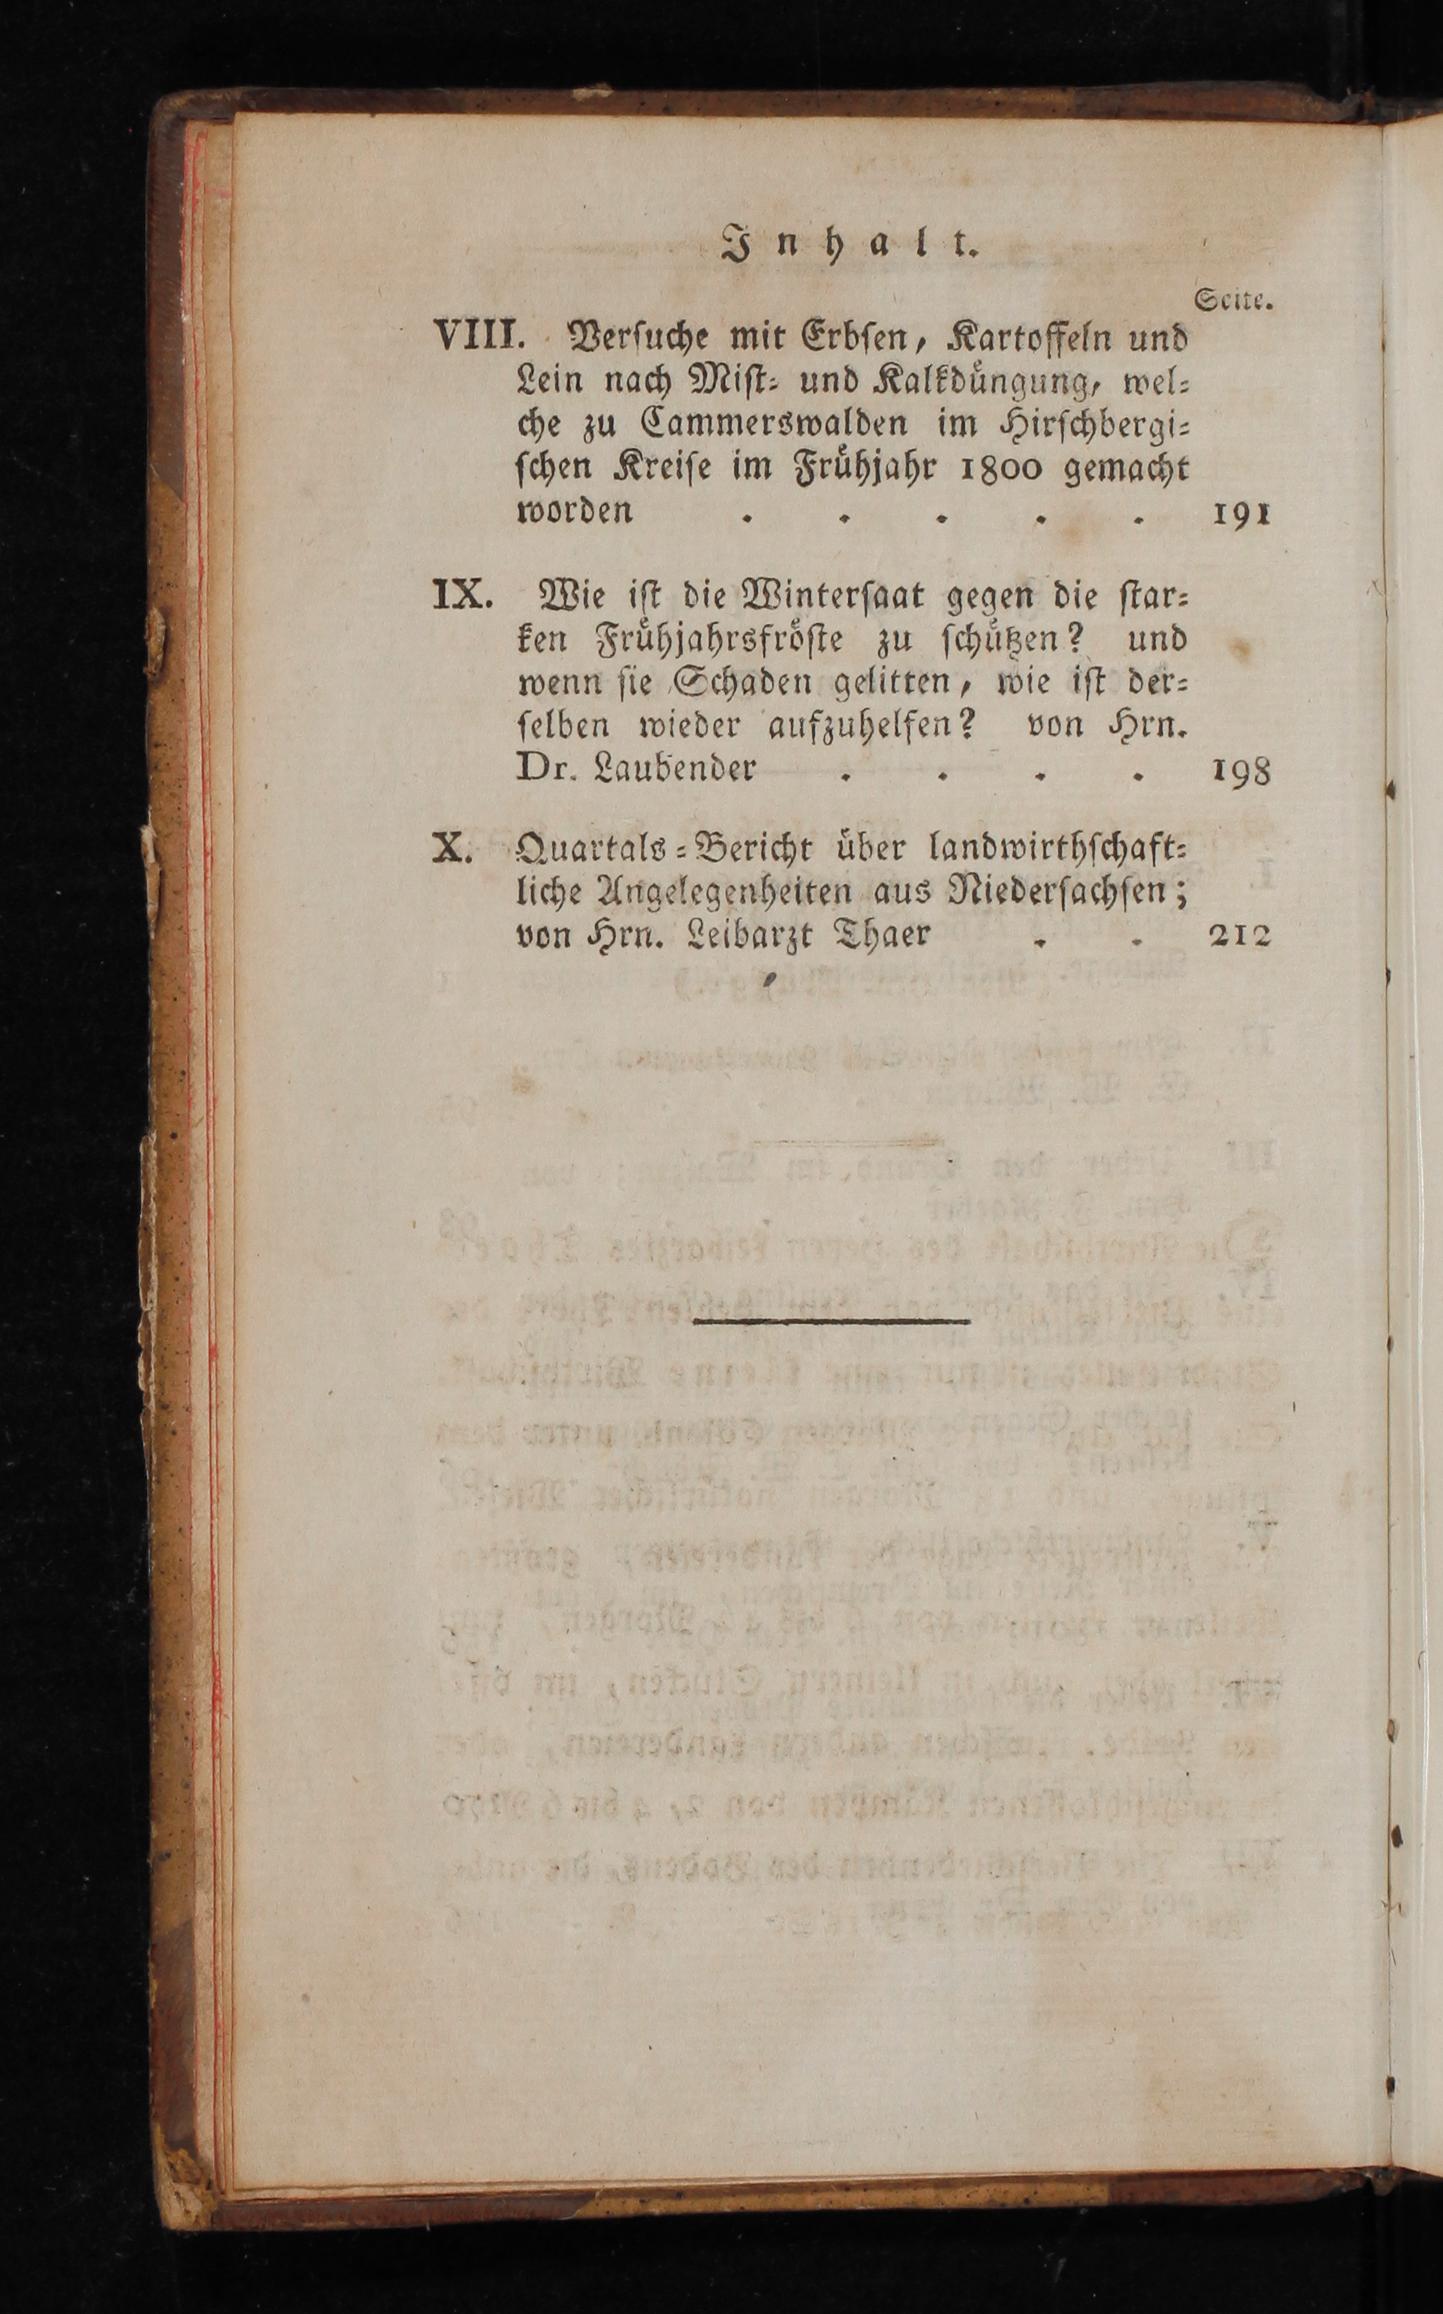 Inhalt.
Seite.
VIII. Verſuche mit Erbſen, Kartoffeln und
Lein nach Miſt- und Kalkdüngung, wel-
che zu Cammerswalden im Hirſchbergi-
ſchen Kreiſe im Frühjahr 1800 gemacht
worden . . . . . 191
IX. Wie iſt die Winterſaat gegen die ſtar-
ken Frühjahrsfröſte zu ſchützen? und
wenn ſie Schaden gelitten, wie iſt der-
ſelben wieder aufzuhelfen? von Hrn.
Dr. Laubender . . . . 198
X. Quartals-Bericht über landwirthſchaft-
liche Angelegenheiten aus Niederſachſen;
von Hrn. Leibarzt Thaer . . 212